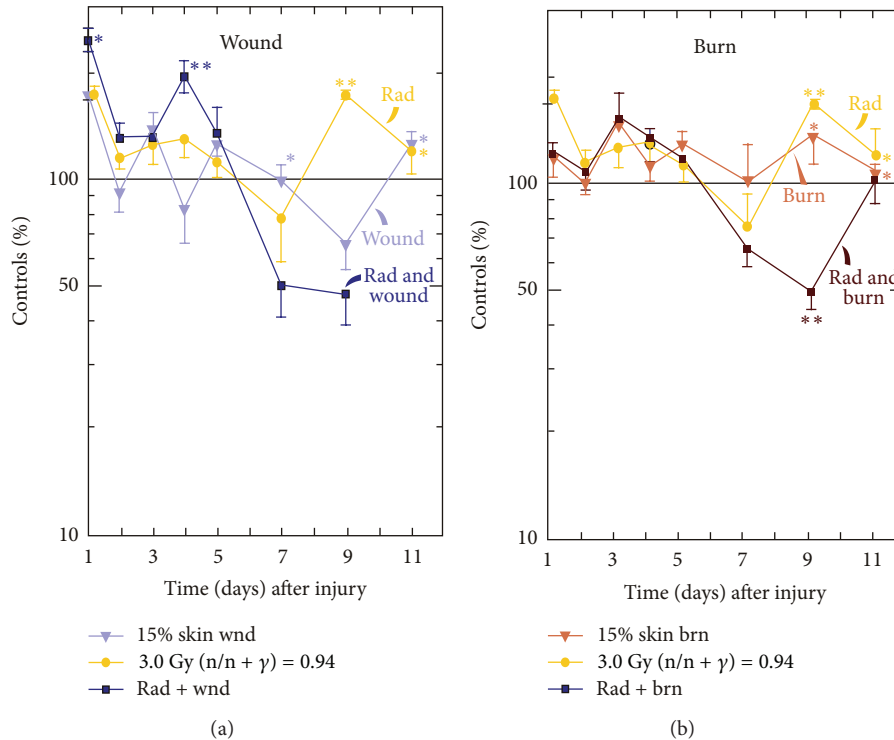 Wound
*
**
**
Rad
*
*
*
100
Wound
Rad and
wound
50
10
Controls (%)
1
3
5
7
9
11
Time (days) after injury
15% skin wnd
3.0 Gy (n/n + γ) = 0.94
Rad + wnd
(a)
Burn
**
Rad
*
*
*
100
Burn
Rad and
burn
50
**
10
Controls (%)
1
3
5
7
9
11
Time (days) after injury
15% skin brn
3.0 Gy (n/n + γ) = 0.94
Rad + brn
(b)